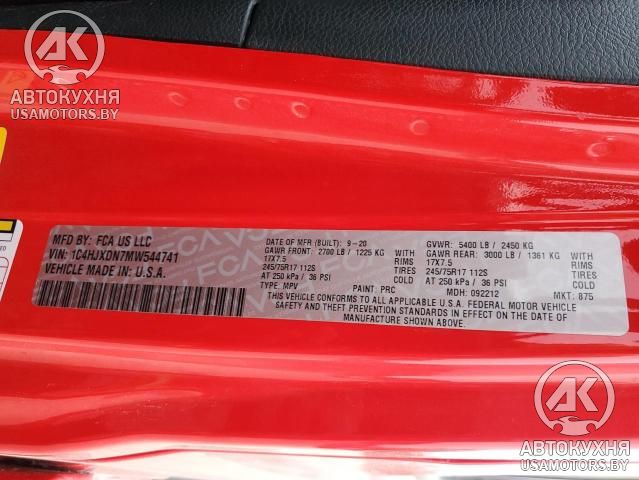 AK
АВТОКУХНЯ
USAMOTORS.BY
AK
АВТОКУХНЯ
USAMOTORS.BY
MFD BY: FCA US LLC
VIN: 1C4HJXDN7MW544741
VEHICLE MADE IN U.S.A.
DATE OF MFR (BUILT): 9-20
GAWR FRONT: 2700 LB / 1225 KG WITH
17X7.5 RIMS
245/75R17 112S TIRES
AT 250 kPa / 36 PSI COLD
TYPE: MPV PAINT: PRC
GVWR: 5400 LB / 2450 KG
GAWR REAR: 3000 LB / 1361 KG WITH
17X7.5 RIMS
245/75R17 112S TIRES
AT 250 kPa / 36 PSI COLD
MDH: 092212 MKT: 875
THIS VEHICLE CONFORMS TO ALL APPLICABLE U.S.A. FEDERAL MOTOR VEHICLE
SAFETY AND THEFT PREVENTION STANDARDS IN EFFECT ON THE DATE OF
MANUFACTURE SHOWN ABOVE.
AK
АВТОКУХНЯ
USAMOTORS.BY